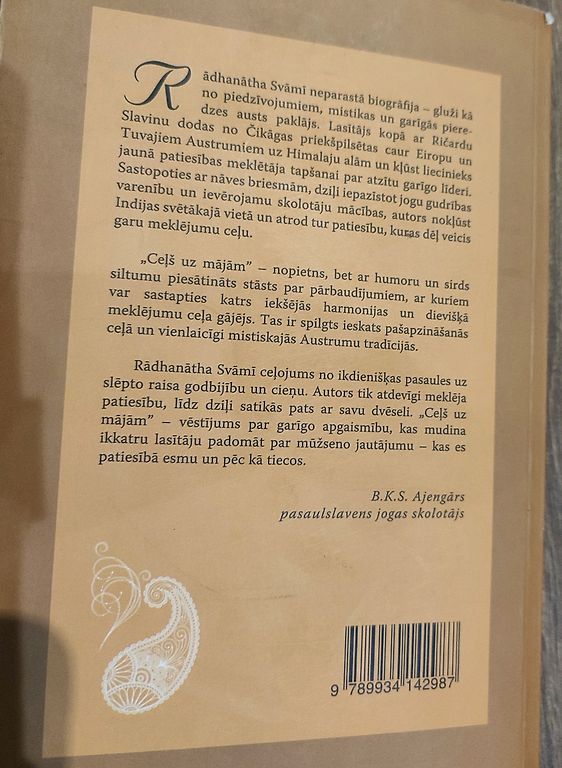 Rādhanātha Svāmī neparastā biogrāfija – gluži kā
no piedzīvojumiem, mistikas un garīgās piere-
dzes austs paklājs. Lasītājs kopā ar Ričardu
Slavinu dodas no Čikāgas priekšpilsētas caur Eiropu un
Tuvajiem Austrumiem uz Himalaju alām un kļūst liecinieks
jaunā patiesības meklētāja tapšanai par atzītu garīgo līderi.
Sastopoties ar nāves briesmām, dziļi iepazīstot jogu gudrības
varenību un ievērojamu skolotāju mācības, autors nokļūst
Indijas svētākajā vietā un atrod tur patiesību, kuras dēļ veicis
garu meklējumu ceļu.
„Ceļš uz mājām” – nopietns, bet ar humoru un sirds
siltumu piesātināts stāsts par pārbaudījumiem, ar kuriem
var sastapties katrs iekšējās harmonijas un dievišķā
meklējumu ceļa gājējs. Tas ir spilgts ieskats pašapzināšanās
ceļā un vienlaicīgi mistiskajās Austrumu tradīcijās.
Rādhanātha Svāmī ceļojums no ikdienišķas pasaules uz
slēpto raisa godbijību un cieņu. Autors tik atdevīgi meklēja
patiesību, līdz dziļi satikās pats ar savu dvēseli. „Ceļš uz
mājām” – vēstījums par garīgo apgaismību, kas mudina
ikkatru lasītāju padomāt par mūžseno jautājumu – kas es
patiesībā esmu un pēc kā tiecos.
B.K.S. Ajengārs
pasaulslavens jogas skolotājs
9 789934 142987